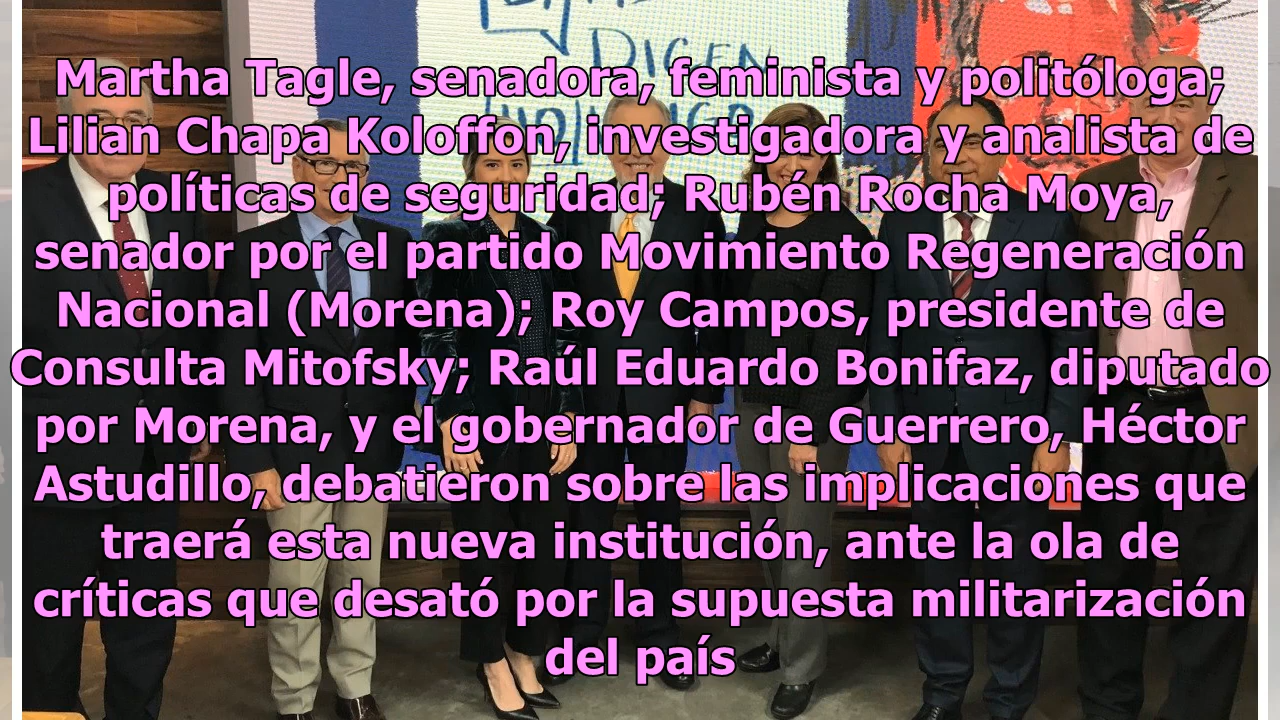 DICEN
Martha Tagle, senadora, feminista y politóloga;
Lilian Chapa Koloffon, investigadora y analista de
políticas de seguridad; Rubén Rocha Moya,
senador por el partido Movimiento Regeneración
Nacional (Morena); Roy Campos, presidente de
Consulta Mitofsky; Raúl Eduardo Bonifaz, diputado
por Morena, y el gobernador de Guerrero, Héctor
Astudillo, debatieron sobre las implicaciones que
traerá esta nueva institución, ante la ola de
críticas que desató por la supuesta militarización
del país